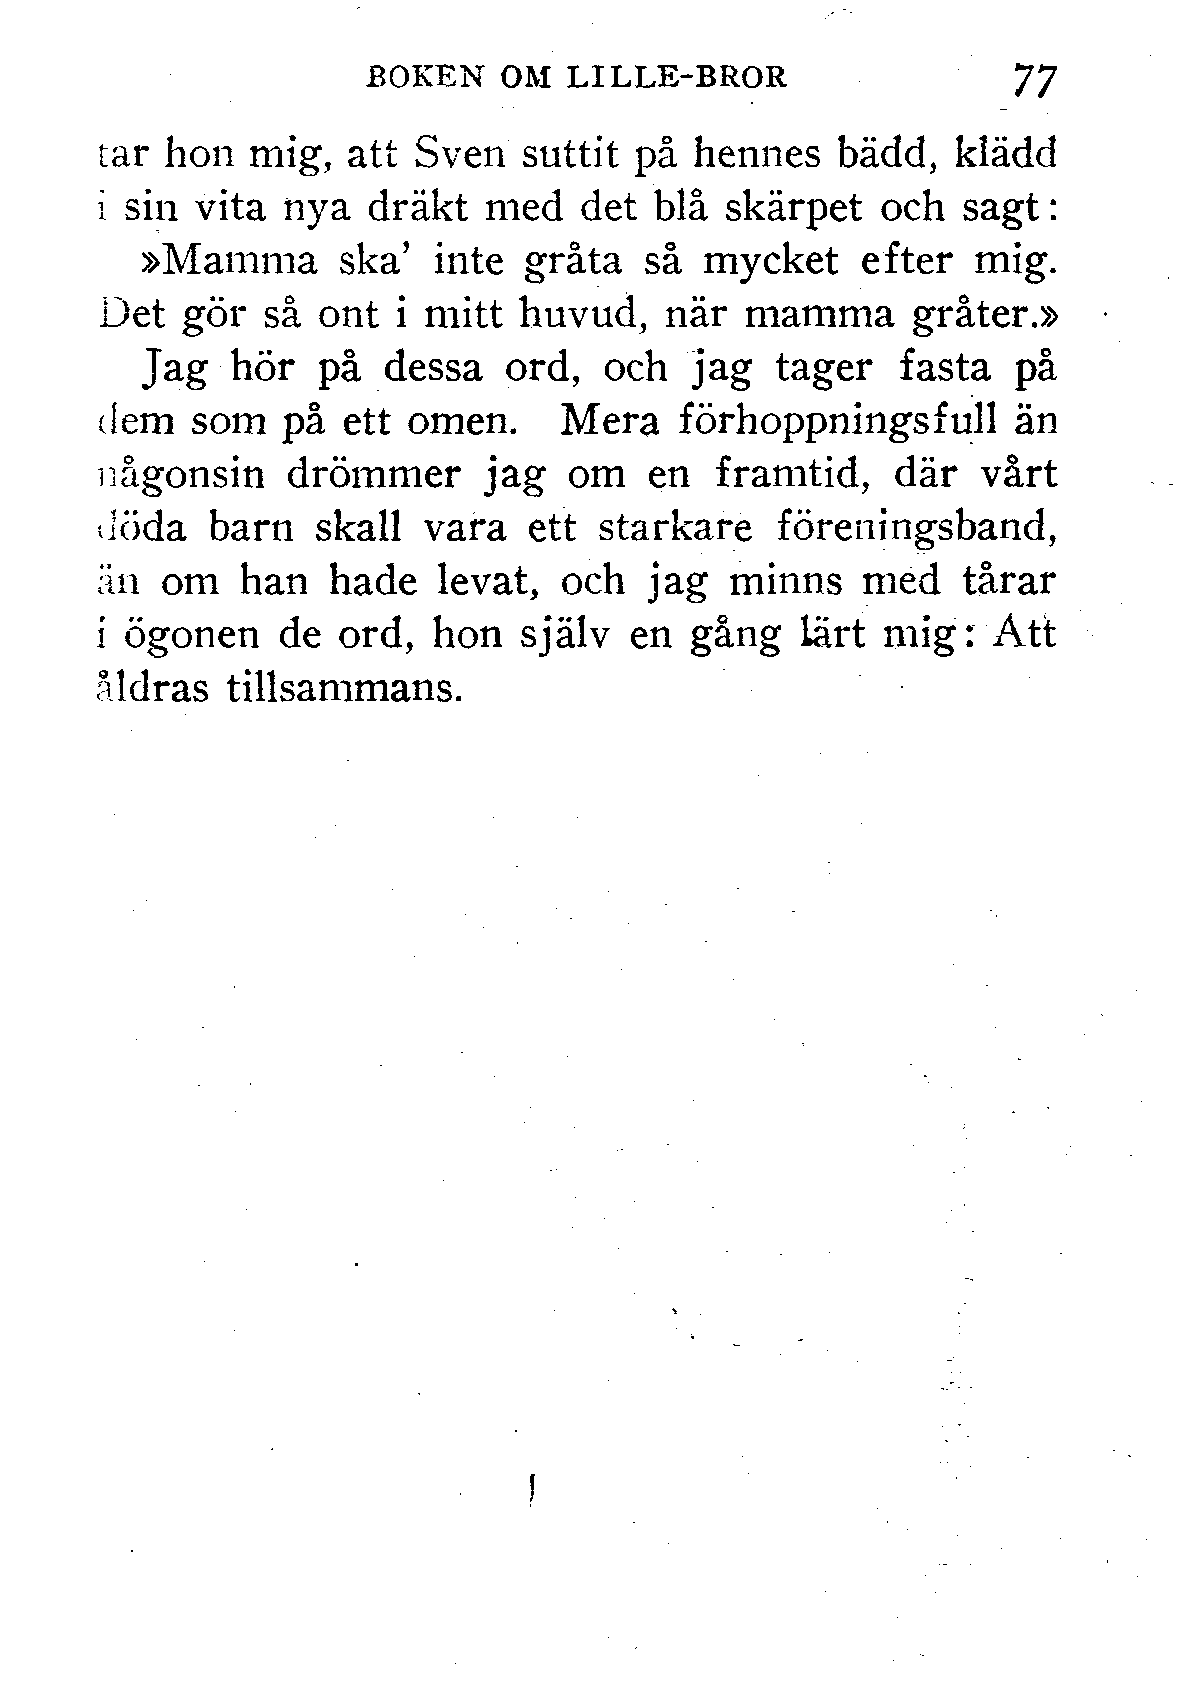 BOKEN OM LILLE-BROR 77
tar hon mig, att Sven suttit på hennes bädd, klädd
i sin vita nya dräkt med det blå skärpet och sagt:
»Mamma ska' inte gråta så mycket efter mig.
Det gör så ont i mitt huvud, när mamma gråter.»
Jag hör på dessa ord, och jag tager fasta på
dem som på ett omen. Mera förhoppningsfull än
någonsin drömmer jag om en framtid, där vårt
döda barn skall vara ett starkare föreningsband,
än om han hade levat, och jag minns med tårar
i ögonen de ord, hon själv en gång lärt mig: Att
åldras tillsammans.